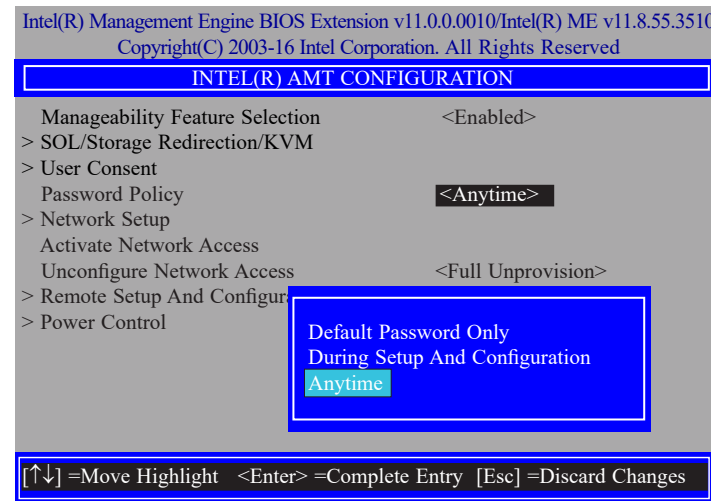 Intel(R) Management Engine BIOS Extension v11.0.0.0010/Intel(R) ME v11.8.55.3510
Copyright(C) 2003-16 Intel Corporation. All Rights Reserved
INTEL(R) AMT CONFIGURATION
Manageability Feature Selection <Enabled>
> SOL/Storage Redirection/KVM
> User Consent
Password Policy <Anytime>
> Network Setup
Activate Network Access
Unconfigure Network Access <Full Unprovision>
> Remote Setup And
> Power Control
Default Password Only
During Setup And Configuration
Anytime
[↑↓] =Move Highlight <Enter> =Complete Entry [Esc] =Discard Changes